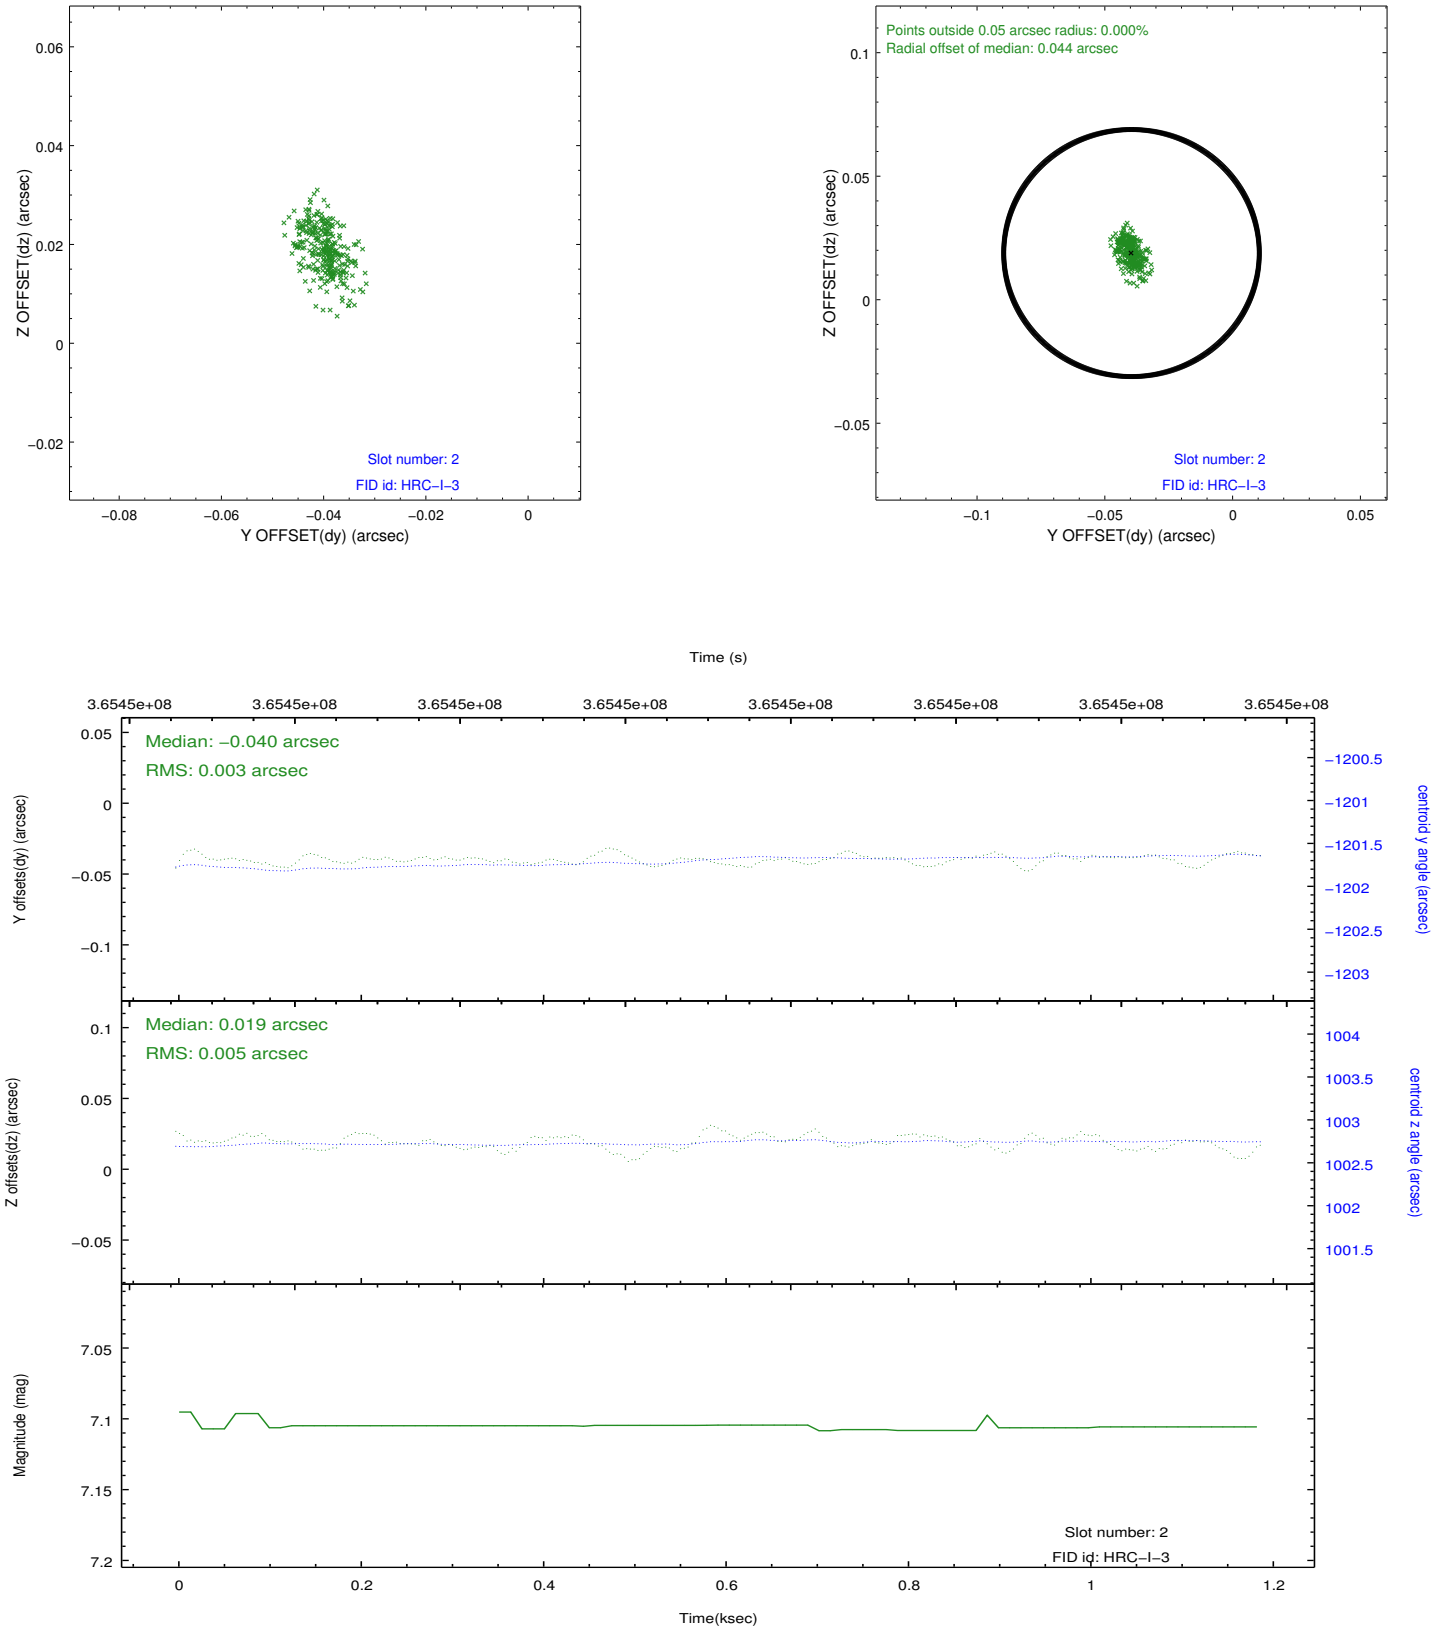 0.06
0.04
0.02
0
−0.02
Z OFFSET(dz) (arcsec)
Slot number: 2
FID id: HRC−I−3
−0.08
−0.06
−0.04
−0.02
0
Y OFFSET(dy) (arcsec)
Points outside 0.05 arcsec radius: 0.000%
Radial offset of median: 0.044 arcsec
0.1
0.05
0
−0.05
Z OFFSET(dz) (arcsec)
Slot number: 2
FID id: HRC−I−3
−0.1
−0.05
0
0.05
Y OFFSET(dy) (arcsec)
Time (s)
3.6545e+08
3.6545e+08
3.6545e+08
3.6545e+08
3.6545e+08
3.6545e+08
3.6545e+08
3.6545e+08
Median: −0.040 arcsec
RMS: 0.003 arcsec
0.05
0
−0.05
−0.1
Y offsets(dy) (arcsec)
−1200.5
−1201
−1201.5
−1202
−1202.5
−1203
centroid y angle (arcsec)
Median: 0.019 arcsec
RMS: 0.005 arcsec
0.1
0.05
0
−0.05
Z offsets(dz) (arcsec)
1004
1003.5
1003
1002.5
1002
1001.5
centroid z angle (arcsec)
7.05
7.1
7.15
7.2
Magnitude (mag)
Slot number: 2
FID id: HRC−I−3
0
0.2
0.4
0.6
0.8
1
1.2
Time(ksec)